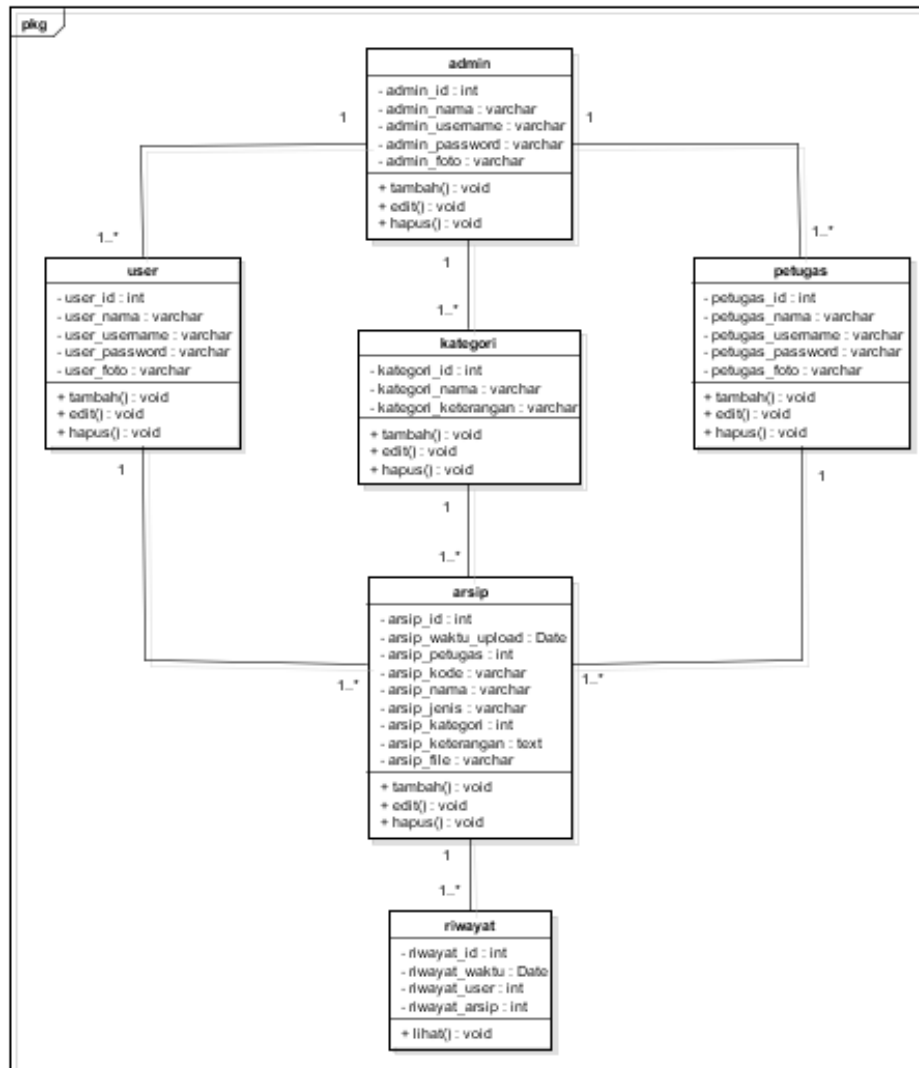 pkg
admin
- admin_id : int
- admin_nama : varchar
- admin_username : varchar
- admin_password : varchar
- admin_foto : varchar
+ tambah() : void
+ edit() : void
+ hapus() : void
1
1
1..*
1
1..*
1..*
user
- user_id : int
- user_nama : varchar
- user_username : varchar
- user_password : varchar
- user_foto : varchar
+ tambah() : void
+ edit() : void
+ hapus() : void
1
kategori
- kategori_id : int
- kategori_nama : varchar
- kategori_keterangan : varchar
+ tambah() : void
+ edit() : void
+ hapus() : void
1
petugas
- petugas_id : int
- petugas_nama : varchar
- petugas_username : varchar
- petugas_password : varchar
- petugas_foto : varchar
+ tambah() : void
+ edit() : void
+ hapus() : void
1
1..*
arsip
- arsip_id : int
- arsip_waktu_upload : Date
- arsip_petugas : int
- arsip_kode : varchar
- arsip_nama : varchar
- arsip_jenis : varchar
- arsip_kategori : int
- arsip_keterangan : text
- arsip_file : varchar
+ tambah() : void
+ edit() : void
+ hapus() : void
1..*
1..*
1
1..*
riwayat
- riwayat_id : int
- riwayat_waktu : Date
- riwayat_user : int
- riwayat_arsip : int
+ lihat() : void